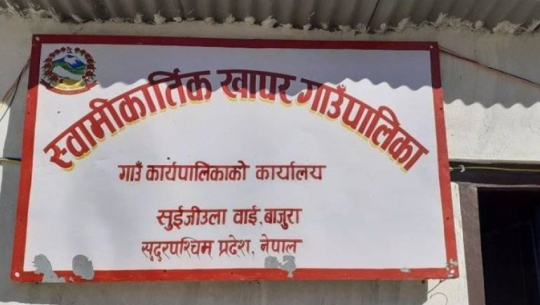 स्वामीकार्तिक खापर गाउँपालिका
गाउँ कार्यपालिकाको कार्यालय
सुईजीउला वाई, बाजुरा
सुदुरपश्चिम प्रदेश, नेपाल